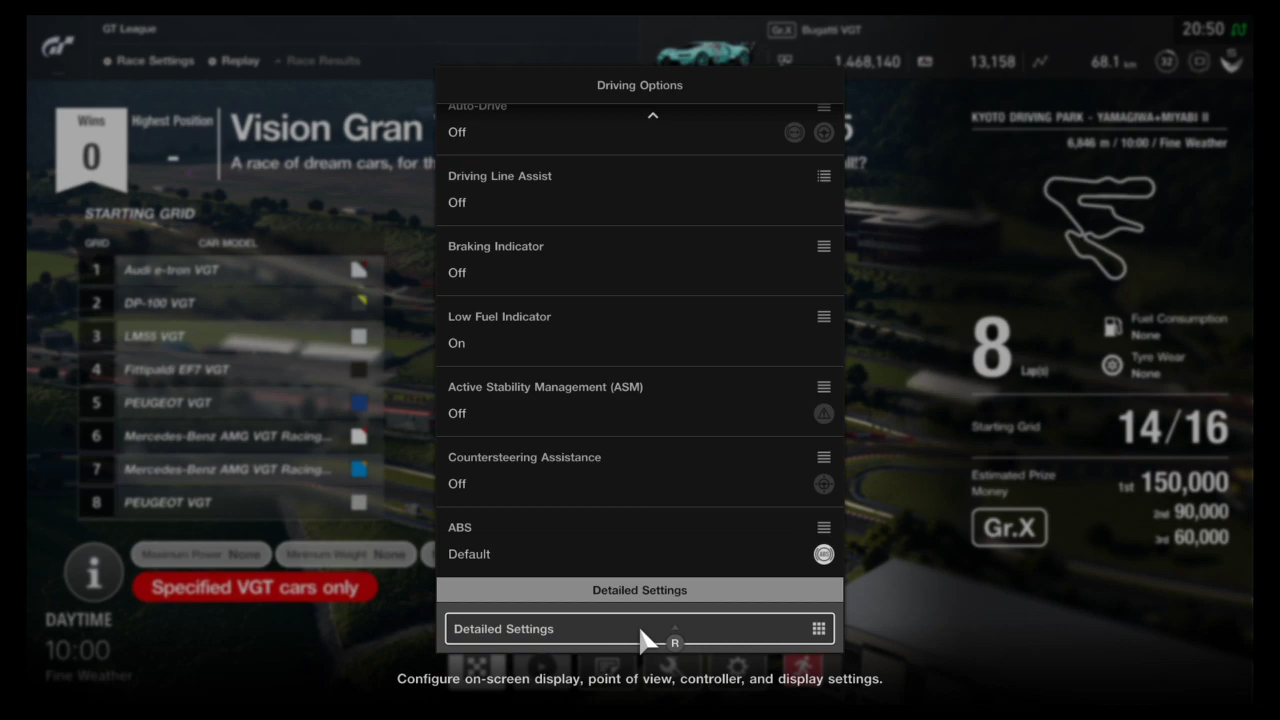 GT League
Gr.X Bugatti VGT
20:50
Race Settings Replay Race Results
1,468,140 13,158 68.1 km 32 S
Driving Options
Wins
0
Highest Position
-
Vision Gran
A race of dream cars, for th
STARTING GRID
GRID CAR MODEL
1 Audi e-tron VGT
2 DP-100 VGT
3 LM55 VGT
4 Fittipaldi EF7 VGT
5 PEUGEOT VGT
6 Mercedes-Benz AMG VGT Racing...
7 Mercedes-Benz AMG VGT Racing...
8 PEUGEOT VGT
Maximum Power None Minimum Weight None
i
Specified VGT cars only
DAYTIME
10:00
Fine Weather
Auto-Drive
Off
Driving Line Assist
Off
Braking Indicator
Off
Low Fuel Indicator
On
Active Stability Management (ASM)
Off
Countersteering Assistance
Off
ABS
Default
ABS
Detailed Settings
Detailed Settings
R
Configure on-screen display, point of view, controller, and display settings.
KYOTO DRIVING PARK - YAMAGIWA+MIYABI II
6,846 m / 10:00 / Fine Weather
8 Lap(s)
Fuel Consumption
None
Tyre Wear
None
Starting Grid 14/16
Estimated Prize
Money
1st 150,000
2nd 90,000
3rd 60,000
Gr.X